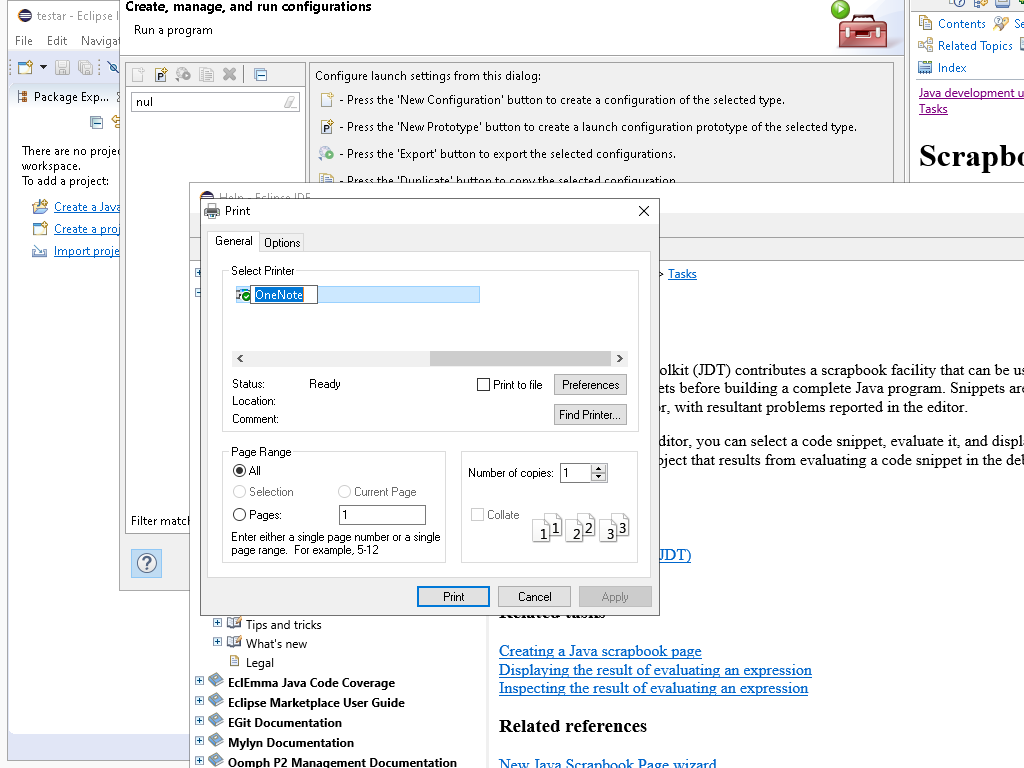 testar - Eclipse I
File Edit Navigat
Package Exp...
There are no projec
workspace.
To add a project:
Create a Java
Create a proj
Import proje
Create, manage, and run configurations
Run a program
nul
Filter match
Configure launch settings from this dialog:
- Press the 'New Configuration' button to create a configuration of the selected type.
- Press the 'New Prototype' button to create a launch configuration prototype of the selected type.
- Press the 'Export' button to export the selected configurations.
- Press the 'Duplicate' button to copy the selected configuration.
Contents Se
Related Topics
Index
Java development u
Tasks
Scrapbo
Help - Eclipse IDE
Print
General Options
Select Printer
OneNote
Status: Ready
Location:
Comment:
Print to file
Preferences
Find Printer...
Page Range
All
Selection Current Page
Pages: 1
Enter either a single page number or a single
page range. For example, 5-12
Number of copies: 1
Collate
1 1 2 2 3 3
Print Cancel Apply
> Tasks
olkit (JDT) contributes a scrapbook facility that can be us
ets before building a complete Java program. Snippets are
or, with resultant problems reported in the editor.
ditor, you can select a code snippet, evaluate it, and displa
bject that results from evaluating a code snippet in the deb
JDT)
Related tasks
Creating a Java scrapbook page
Displaying the result of evaluating an expression
Inspecting the result of evaluating an expression
Related references
New Java Scrapbook Page wizard
Tips and tricks
What's new
Legal
EclEmma Java Code Coverage
Eclipse Marketplace User Guide
EGit Documentation
Mylyn Documentation
Oomph P2 Management Documentation